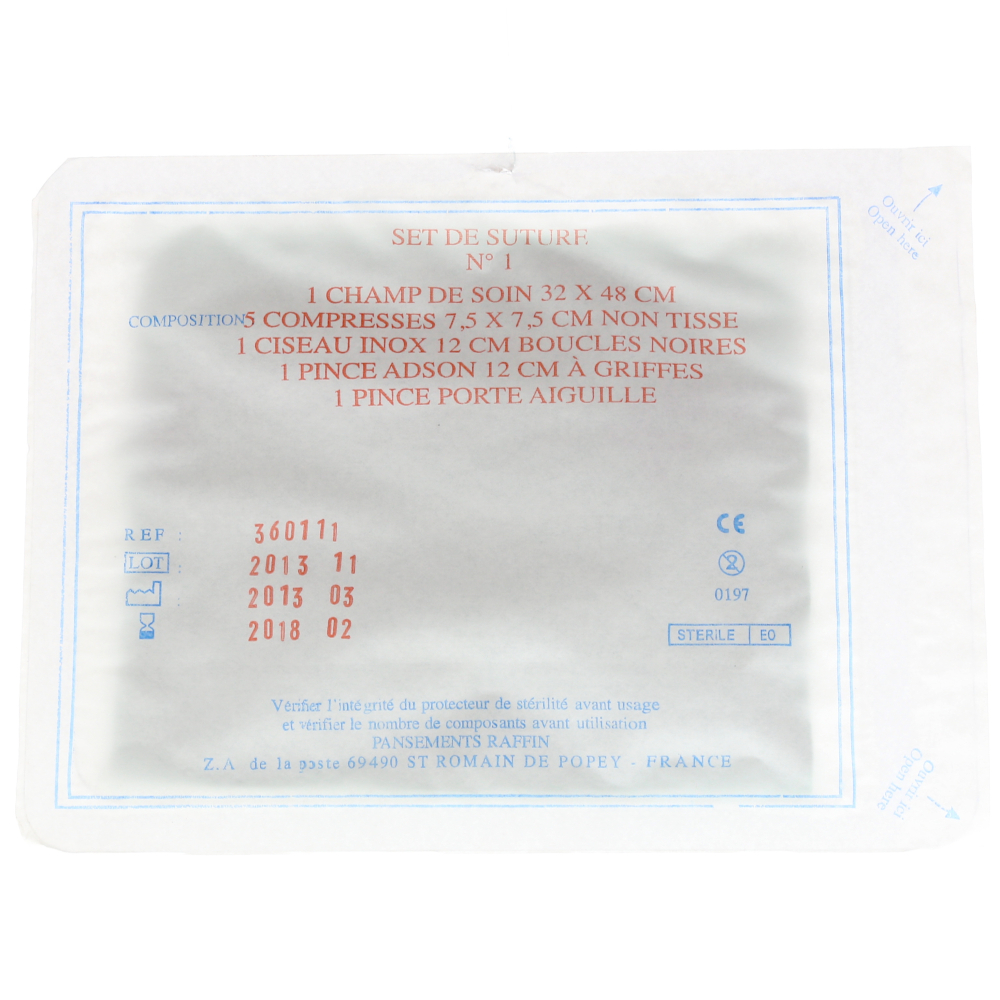 Ouvrir ici
Open here
SET DE SUTURE
N° 1
1 CHAMP DE SOIN 32 X 48 CM
COMPOSITION 5 COMPRESSES 7,5 X 7,5 CM NON TISSE
1 CISEAU INOX 12 CM BOUCLES NOIRES
1 PINCE ADSON 12 CM À GRIFFES
1 PINCE PORTE AIGUILLE
REF : 360111
LOT : 2013 11
: 2013 03
2018 02
CE
2
0197
STERILE EO
Vérifier l'intégrité du protecteur de stérilité avant usage
et vérifier le nombre de composants avant utilisation
PANSEMENTS RAFFIN
Z.A de la poste 69490 ST ROMAIN DE POPEY - FRANCE
Ouvrir ici
Open here